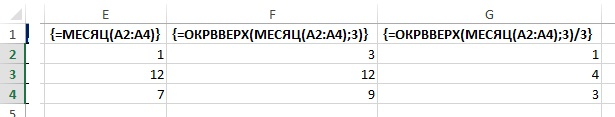 E F G
1 {=МЕСЯЦ(A2:A4)} {=ОКРВВЕРХ(МЕСЯЦ(A2:A4);3)} {=ОКРВВЕРХ(МЕСЯЦ(A2:A4);3)/3}
2 1 3 1
3 12 12 4
4 7 9 3